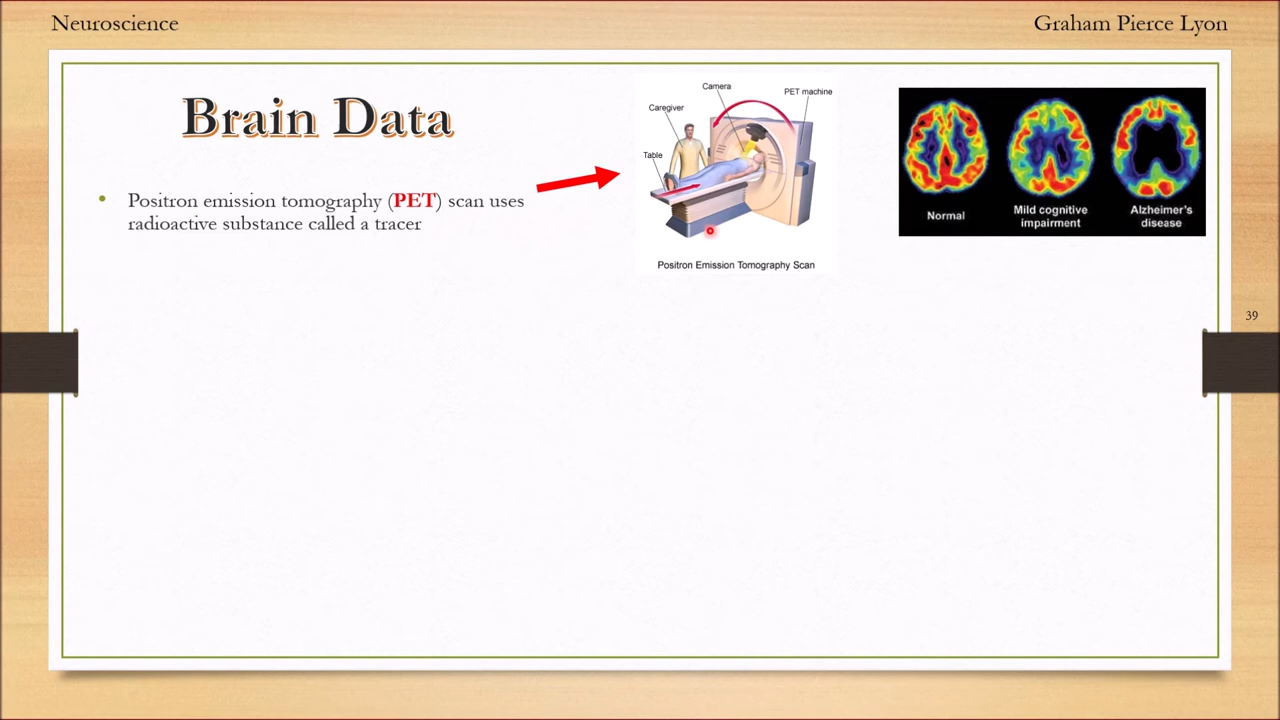 Neuroscience
Graham Pierce Lyon
Brain Data
• Positron emission tomography (PET) scan uses
radioactive substance called a tracer
Camera
PET machine
Caregiver
Table
Positron Emission Tomography Scan
Normal
Mild cognitive
impairment
Alzheimer's
disease
39